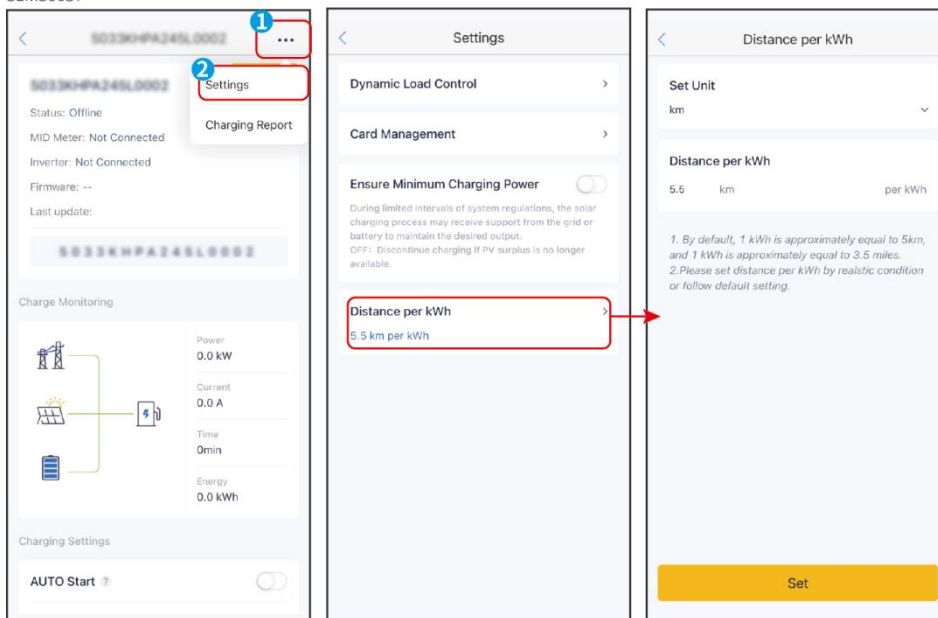 5033KHPA245L0002
...
1
2
5033KHPA245L0002
Settings
Charging Report
Status: Offline
MID Meter: Not Connected
Inverter: Not Connected
Firmware: --
Last update:
5033KHPA245L0002
Charge Monitoring
Power
0.0 kW
Current
0.0 A
Time
0min
Energy
0.0 kWh
Charging Settings
AUTO Start ?
Settings
Dynamic Load Control
Card Management
Ensure Minimum Charging Power
During limited intervals of system regulations, the solar
charging process may receive support from the grid or
battery to maintain the desired output.
OFF: Discontinue charging if PV surplus is no longer
available.
Distance per kWh
5.5 km per kWh
Distance per kWh
Set Unit
km
Distance per kWh
5.5 km per kWh
1. By default, 1 kWh is approximately equal to 5km,
and 1 kWh is approximately equal to 3.5 miles.
2.Please set distance per kWh by realstic condition
or follow default setting.
Set